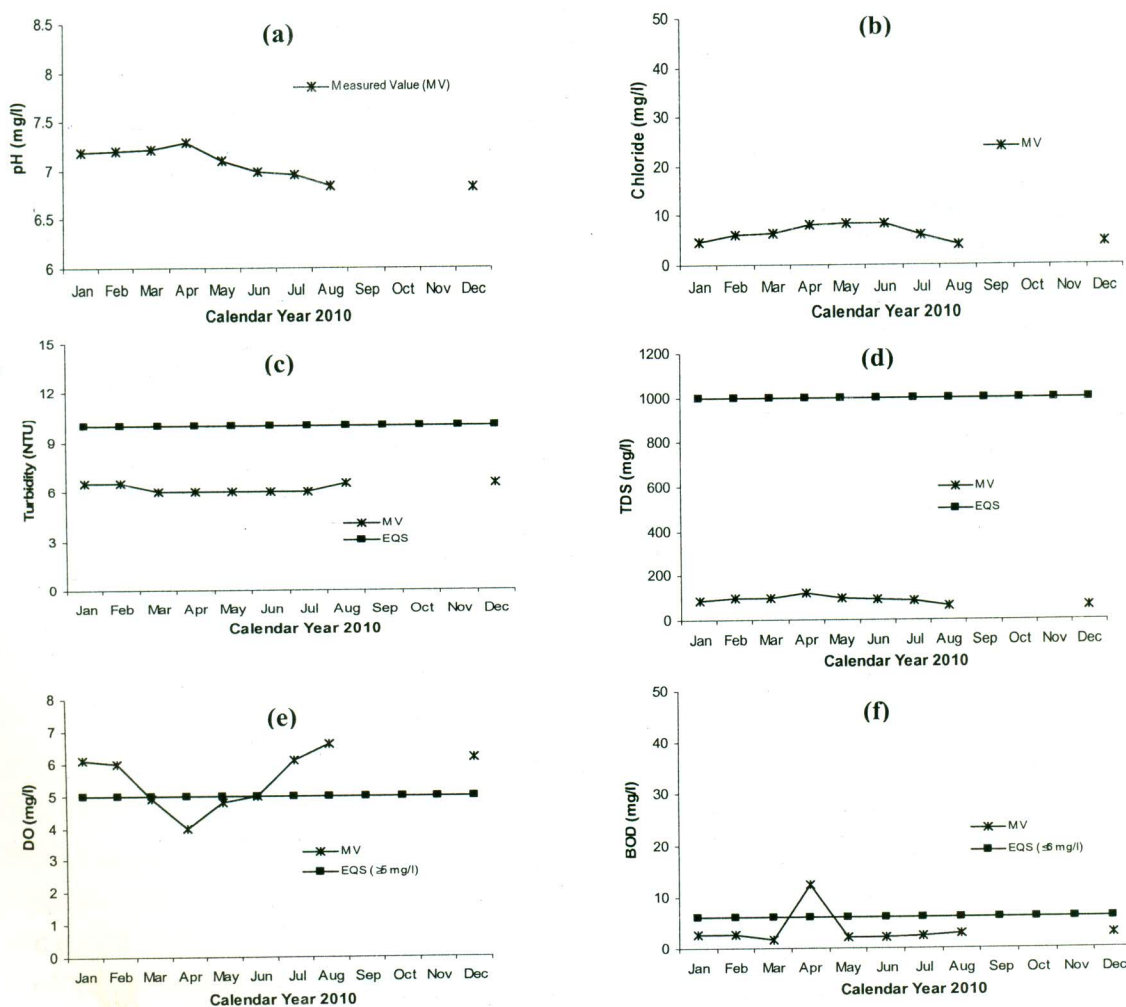 (a)
8.5
8
7.5
7
6.5
6
pH (mg/l)
Measured Value (MV)
Jan Feb Mar Apr May Jun Jul Aug Sep Oct Nov Dec
Calendar Year 2010
(b)
50
40
30
20
10
0
Chloride (mg/l)
MV
Jan Feb Mar Apr May Jun Jul Aug Sep Oct Nov Dec
Calendar Year 2010
(c)
15
12
9
6
3
0
Turbidity (NTU)
MV
EQS
Jan Feb Mar Apr May Jun Jul Aug Sep Oct Nov Dec
Calendar Year 2010
(d)
1200
1000
800
600
400
200
0
TDS (mg/l)
MV
EQS
Jan Feb Mar Apr May Jun Jul Aug Sep Oct Nov Dec
Calendar Year 2010
(e)
8
7
6
5
4
3
2
1
0
DO (mg/l)
MV
EQS (≥5 mg/l)
Jan Feb Mar Apr May Jun Jul Aug Sep Oct Nov Dec
Calendar Year 2010
(f)
50
40
30
20
10
0
BOD (mg/l)
MV
EQS (≤6 mg/l)
Jan Feb Mar Apr May Jun Jul Aug Sep Oct Nov Dec
Calendar Year 2010